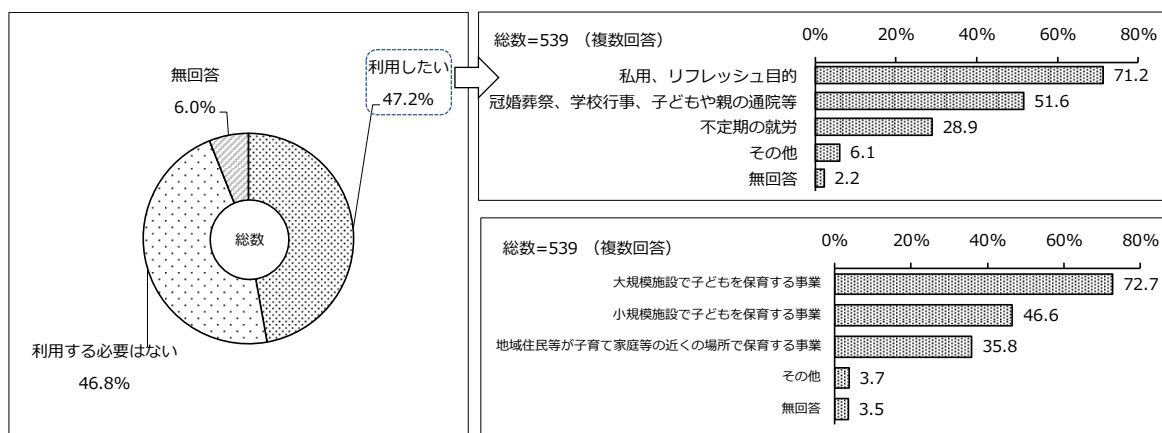 無回答
6.0%
利用したい
47.2%
総数
利用する必要はない
46.8%
総数=539 （複数回答）
0% 20% 40% 60% 80%
私用、リフレッシュ目的 71.2
冠婚葬祭、学校行事、子どもや親の通院等 51.6
不定期の就労 28.9
その他 6.1
無回答 2.2
総数=539 （複数回答）
0% 20% 40% 60% 80%
大規模施設で子どもを保育する事業 72.7
小規模施設で子どもを保育する事業 46.6
地域住民等が子育て家庭等の近くの場所で保育する事業 35.8
その他 3.7
無回答 3.5